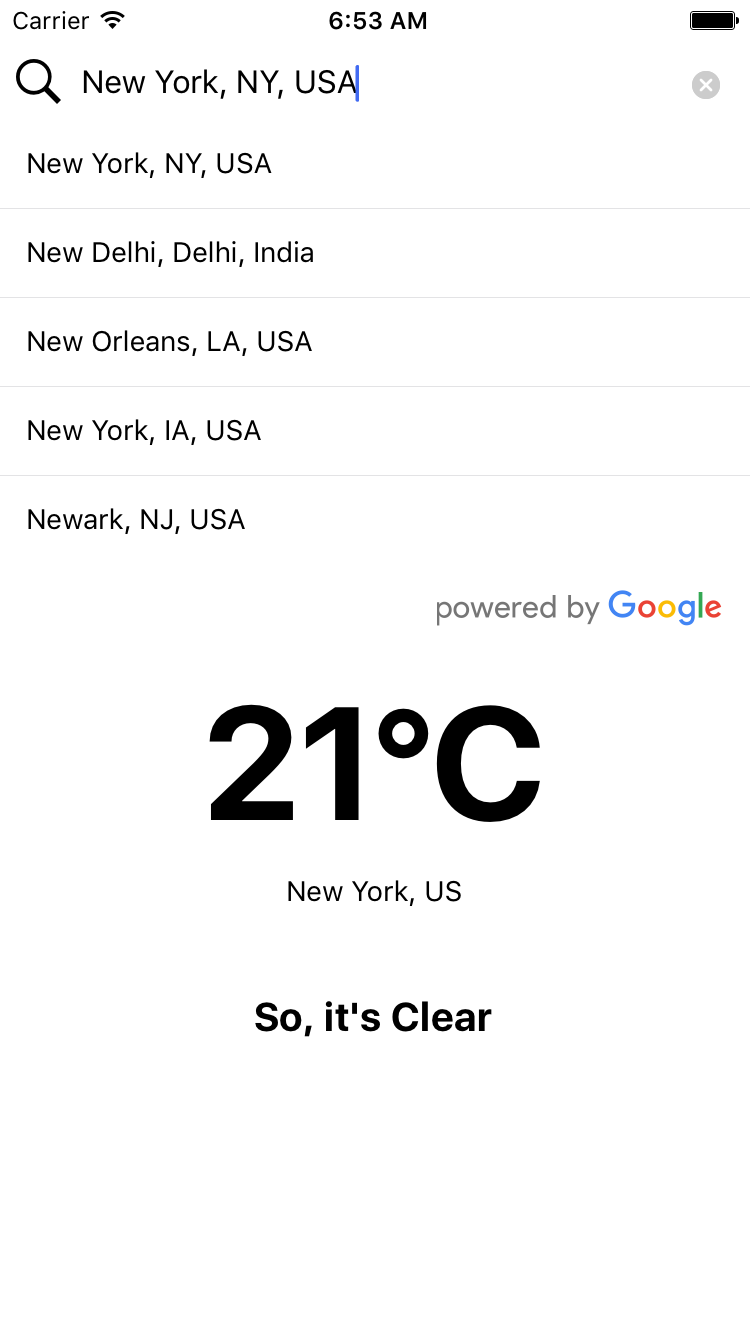 Carrier 6:53 AM
New York, NY, USA
New York, NY, USA
New Delhi, Delhi, India
New Orleans, LA, USA
New York, IA, USA
Newark, NJ, USA
powered by Google
21°C
New York, US
So, it's Clear